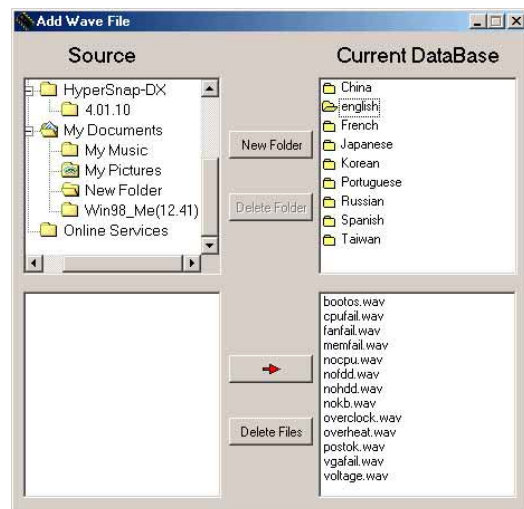 Add Wave File
Source
Current DataBase
HyperSnap-DX
4.01.10
My Documents
My Music
My Pictures
New Folder
Win98_Me(12.41)
Online Services
New Folder
Delete Folder
China
english
French
Japanese
Korean
Portuguese
Russian
Spanish
Taiwan
Delete Files
bootos.wav
cpufail.wav
fanfail.wav
memfail.wav
nocpu.wav
nofdd.wav
nohdd.wav
nokb.wav
overclock.wav
overheat.wav
postok.wav
vgafail.wav
voltage.wav